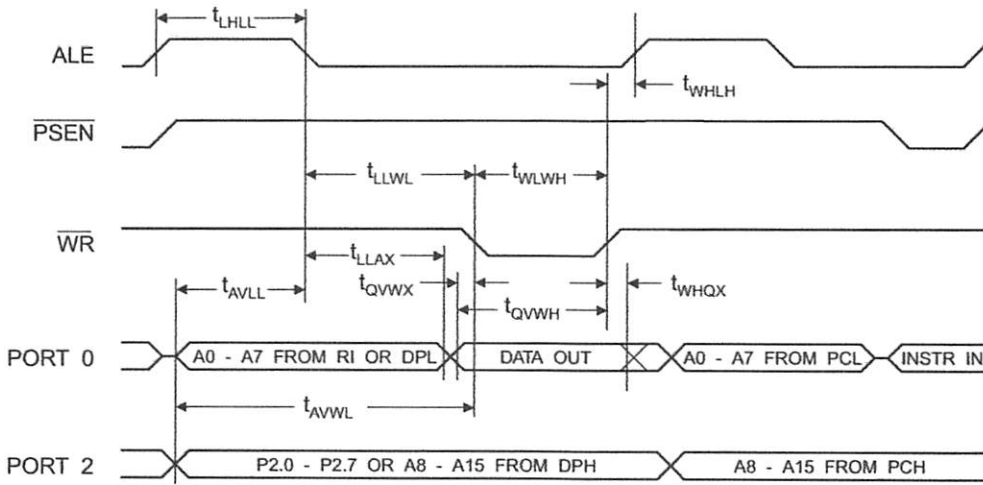 tLHLL
ALE
tWHLH
PSEN
tLLWL
tWLWH
WR
tLLAX
tAVLL
tQVWX
tWHQX
tQVWH
PORT 0
A0 - A7 FROM RI OR DPL
DATA OUT
A0 - A7 FROM PCL
INSTR IN
tAVWL
PORT 2
P2.0 - P2.7 OR A8 - A15 FROM DPH
A8 - A15 FROM PCH